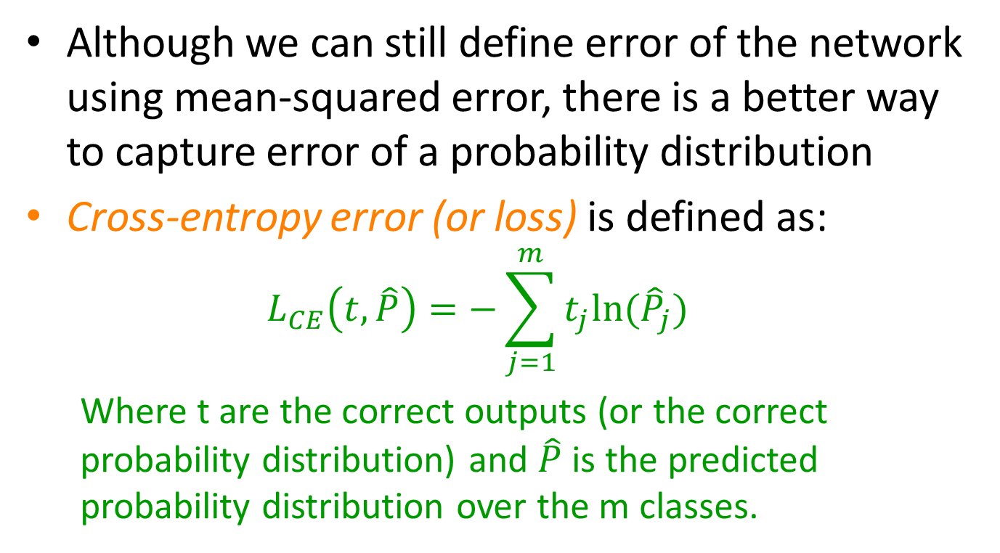 • Although we can still define error of the network
using mean-squared error, there is a better way
to capture error of a probability distribution
• Cross-entropy error (or loss) is defined as:
L_{CE}(t, P̂) = − \sum_{j=1}^{m} t_j ln(P̂_j)
Where t are the correct outputs (or the correct
probability distribution) and P̂ is the predicted
probability distribution over the m classes.